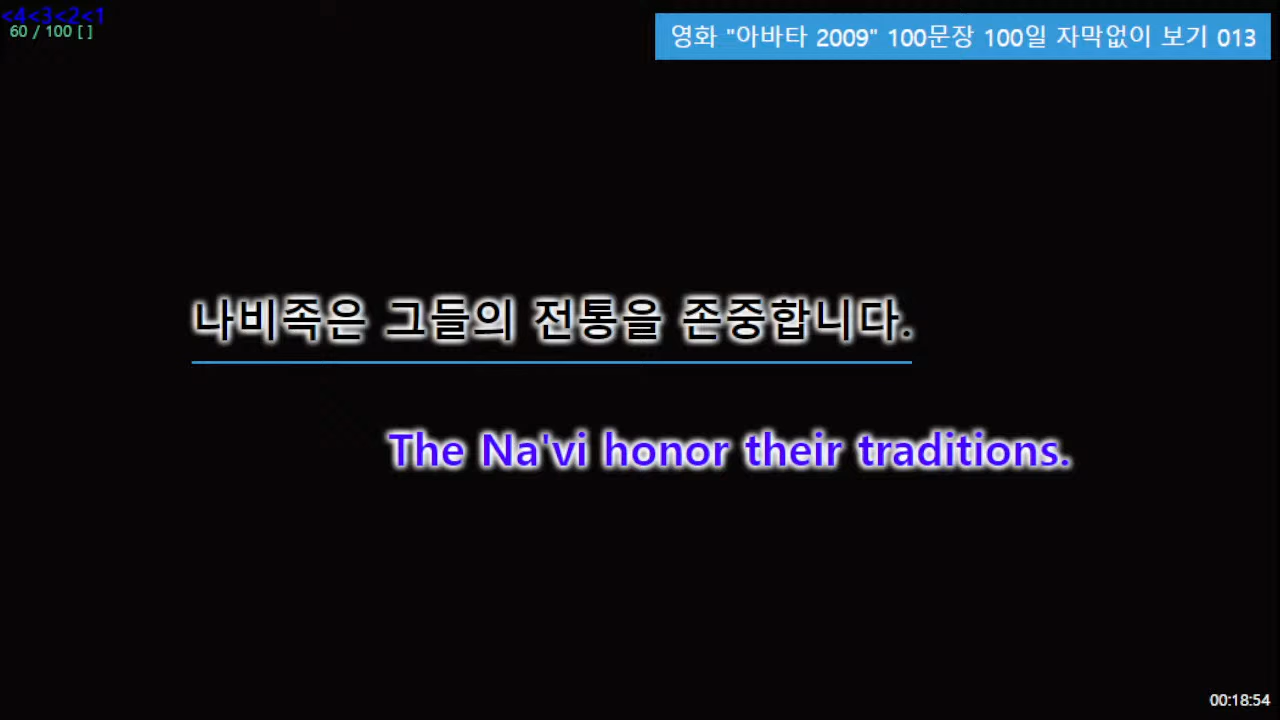 <4<3<2<1
60 / 100 [ ]
영화 "아바타 2009" 100문장 100일 자막없이 보기 013
나비족은 그들의 전통을 존중합니다.
The Na'vi honor their traditions.
00:18:54